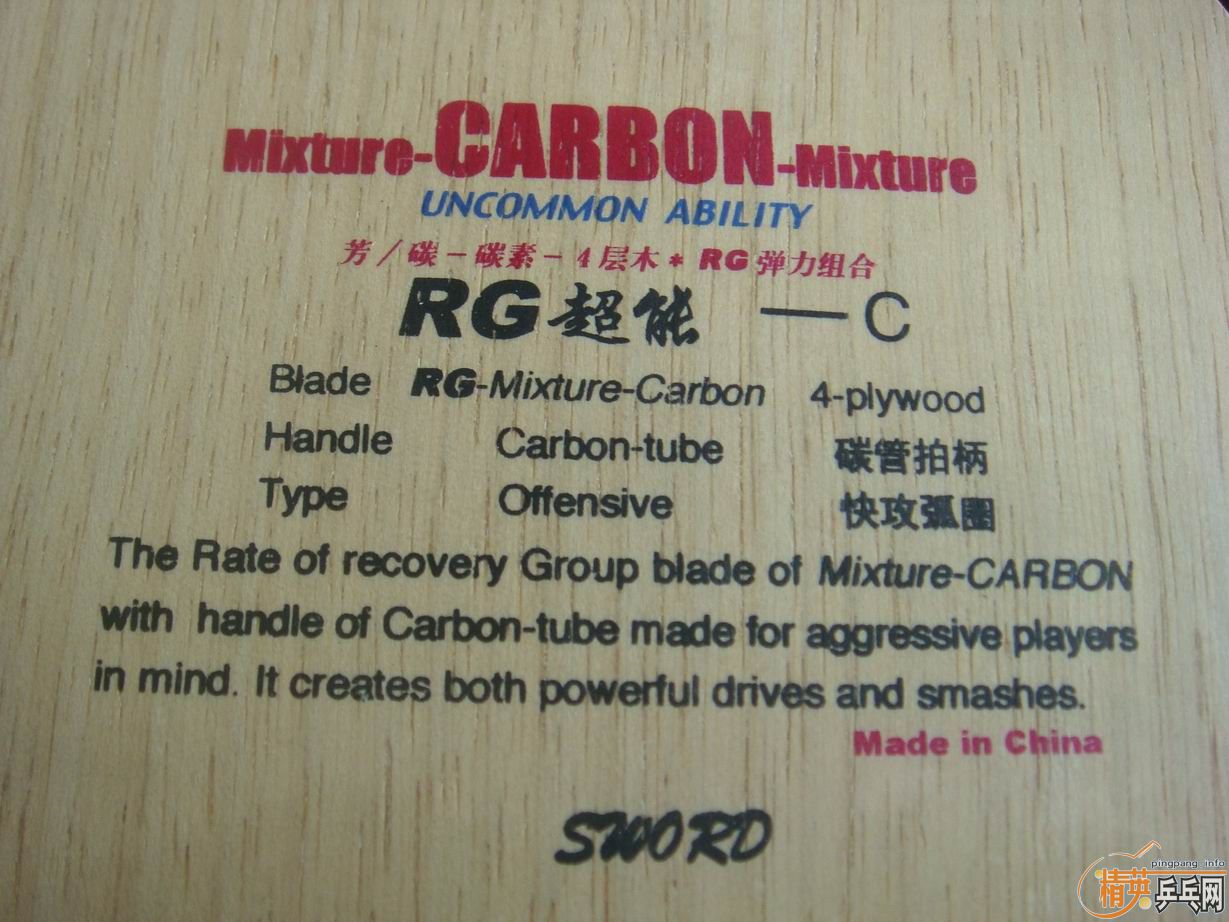 Mixture-CARBON-Mixture
UNCOMMON ABILITY
芳/碳-碳素-4层木* RG弹力组合
RG超能 —C
Blade RG-Mixture-Carbon 4-plywood
Handle Carbon-tube 碳管拍柄
Type Offensive 快攻弧圈
The Rate of recovery Group blade of Mixture-CARBON
with handle of Carbon-tube made for aggressive players
in mind. It creates both powerful drives and smashes.
Made in China
SWORD
pingpang.info
精英乒乓网